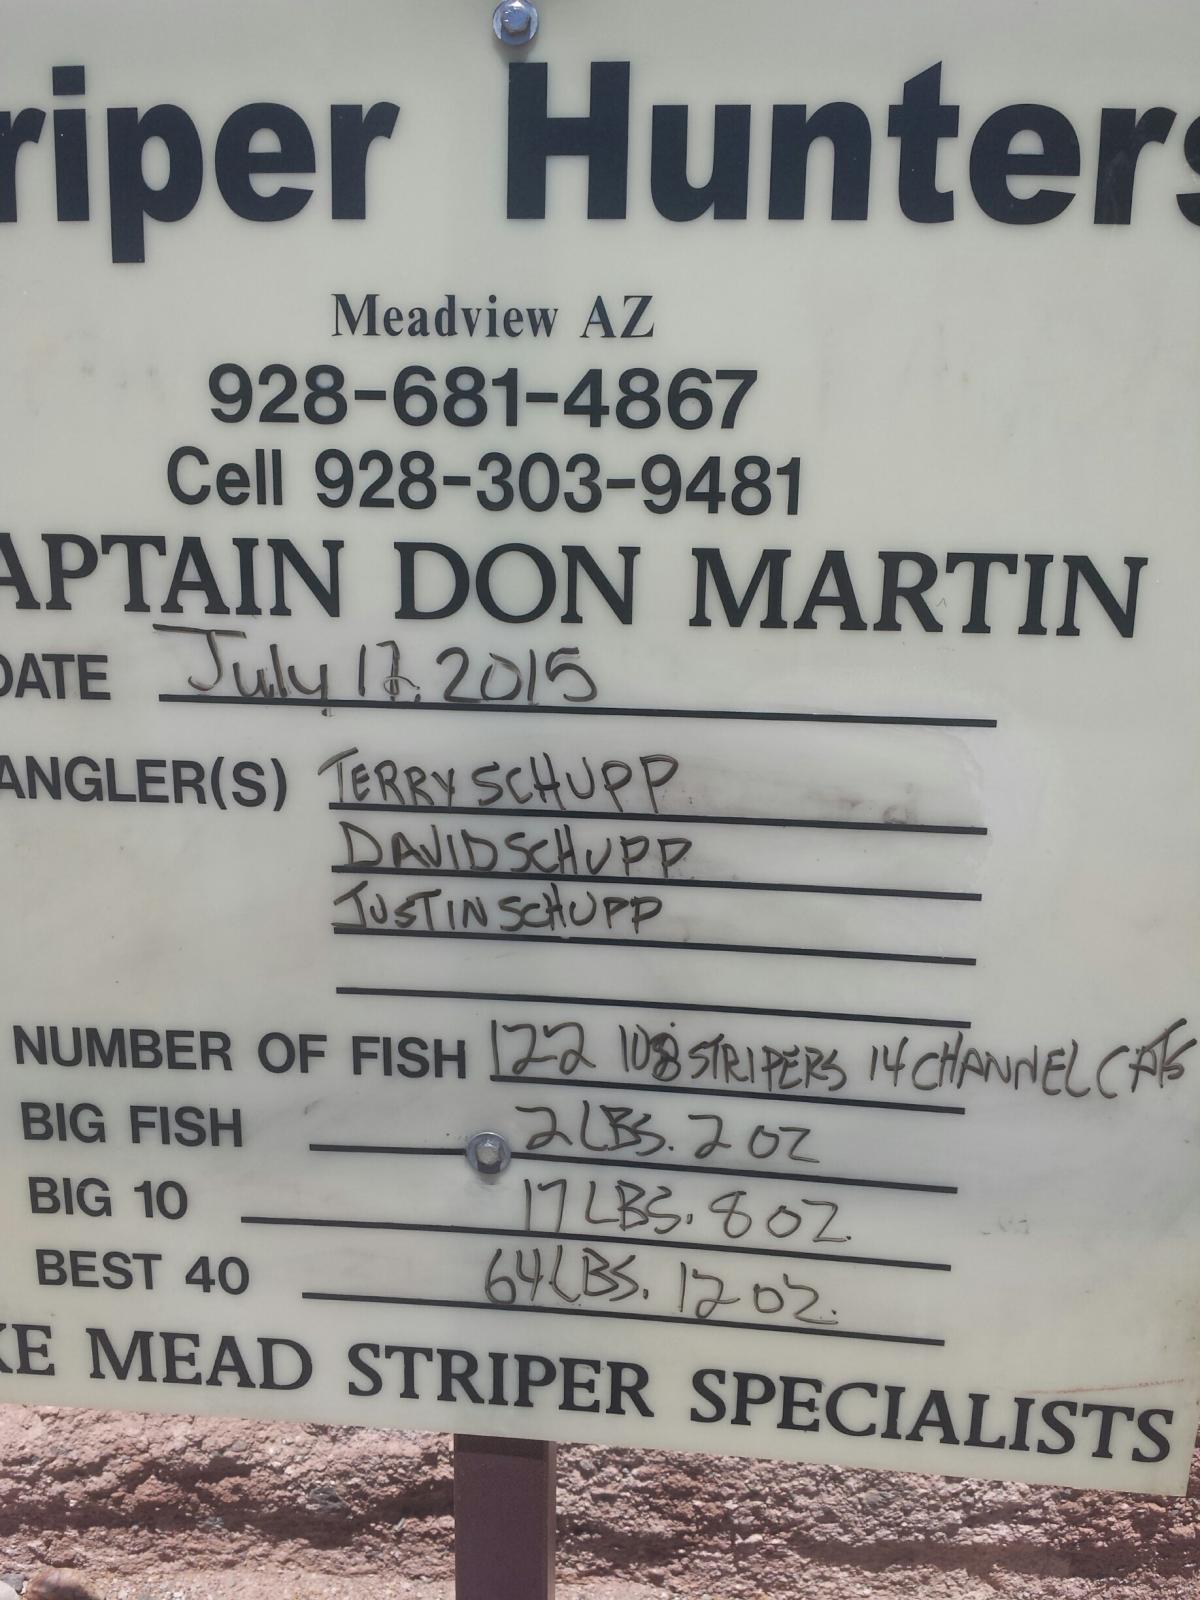 riper Hunters
Meadview AZ
928-681-4867
Cell 928-303-9481
APTAIN DON MARTIN
DATE July 17, 2015
ANGLER(S) TERRY SCHUPP
DAVID SCHUPP
JUSTIN SCHUPP
NUMBER OF FISH 122 108 STRIPERS 14 CHANNEL CATS
BIG FISH 2 LBS. 2 OZ
BIG 10 17 LBS. 8 OZ.
BEST 40 64 LBS. 12 OZ.
KE MEAD STRIPER SPECIALISTS